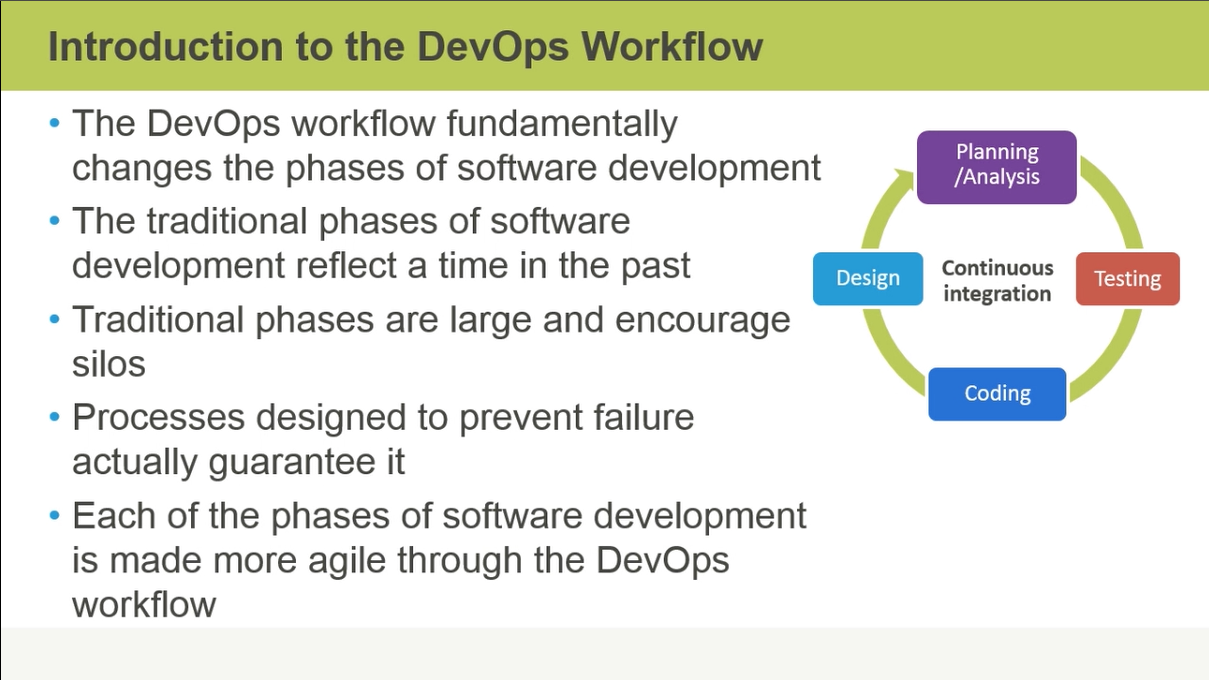 Introduction to the DevOps Workflow
• The DevOps workflow fundamentally
changes the phases of software development
• The traditional phases of software
development reflect a time in the past
• Traditional phases are large and encourage
silos
• Processes designed to prevent failure
actually guarantee it
• Each of the phases of software development
is made more agile through the DevOps
workflow
Planning
/Analysis
Design
Continuous
integration
Testing
Coding